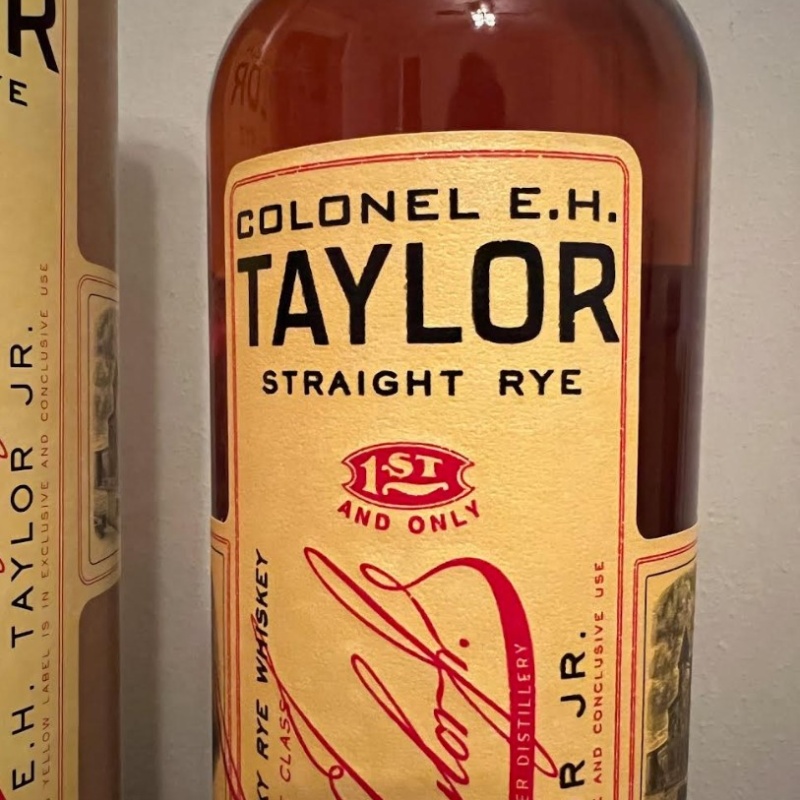 COLONEL E.H.
TAYLOR
STRAIGHT RYE
1ST
AND ONLY
RYE WHISKEY
CLASS
DISTILLERY
JR.
AND CONCLUSIVE USE
E.H. TAYLOR JR.
YELLOW LABEL IS IN EXCLUSIVE AND CONCLUSIVE USE